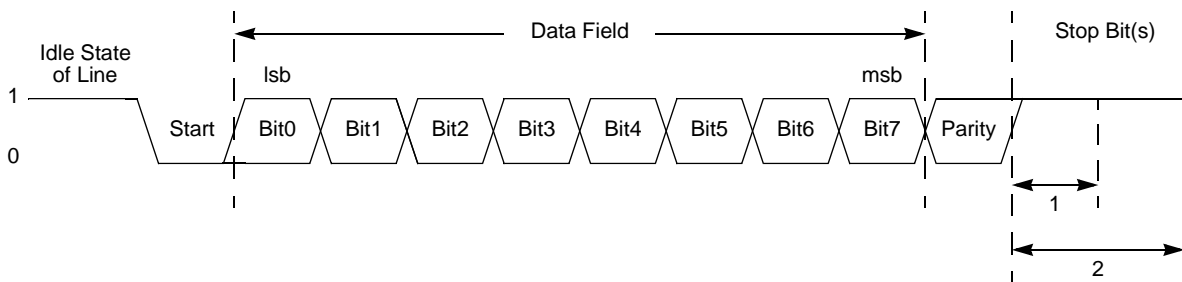 Data Field
Stop Bit(s)
Idle State
of Line
lsb
msb
1
Start
Bit0
Bit1
Bit2
Bit3
Bit4
Bit5
Bit6
Bit7
Parity
0
1
2